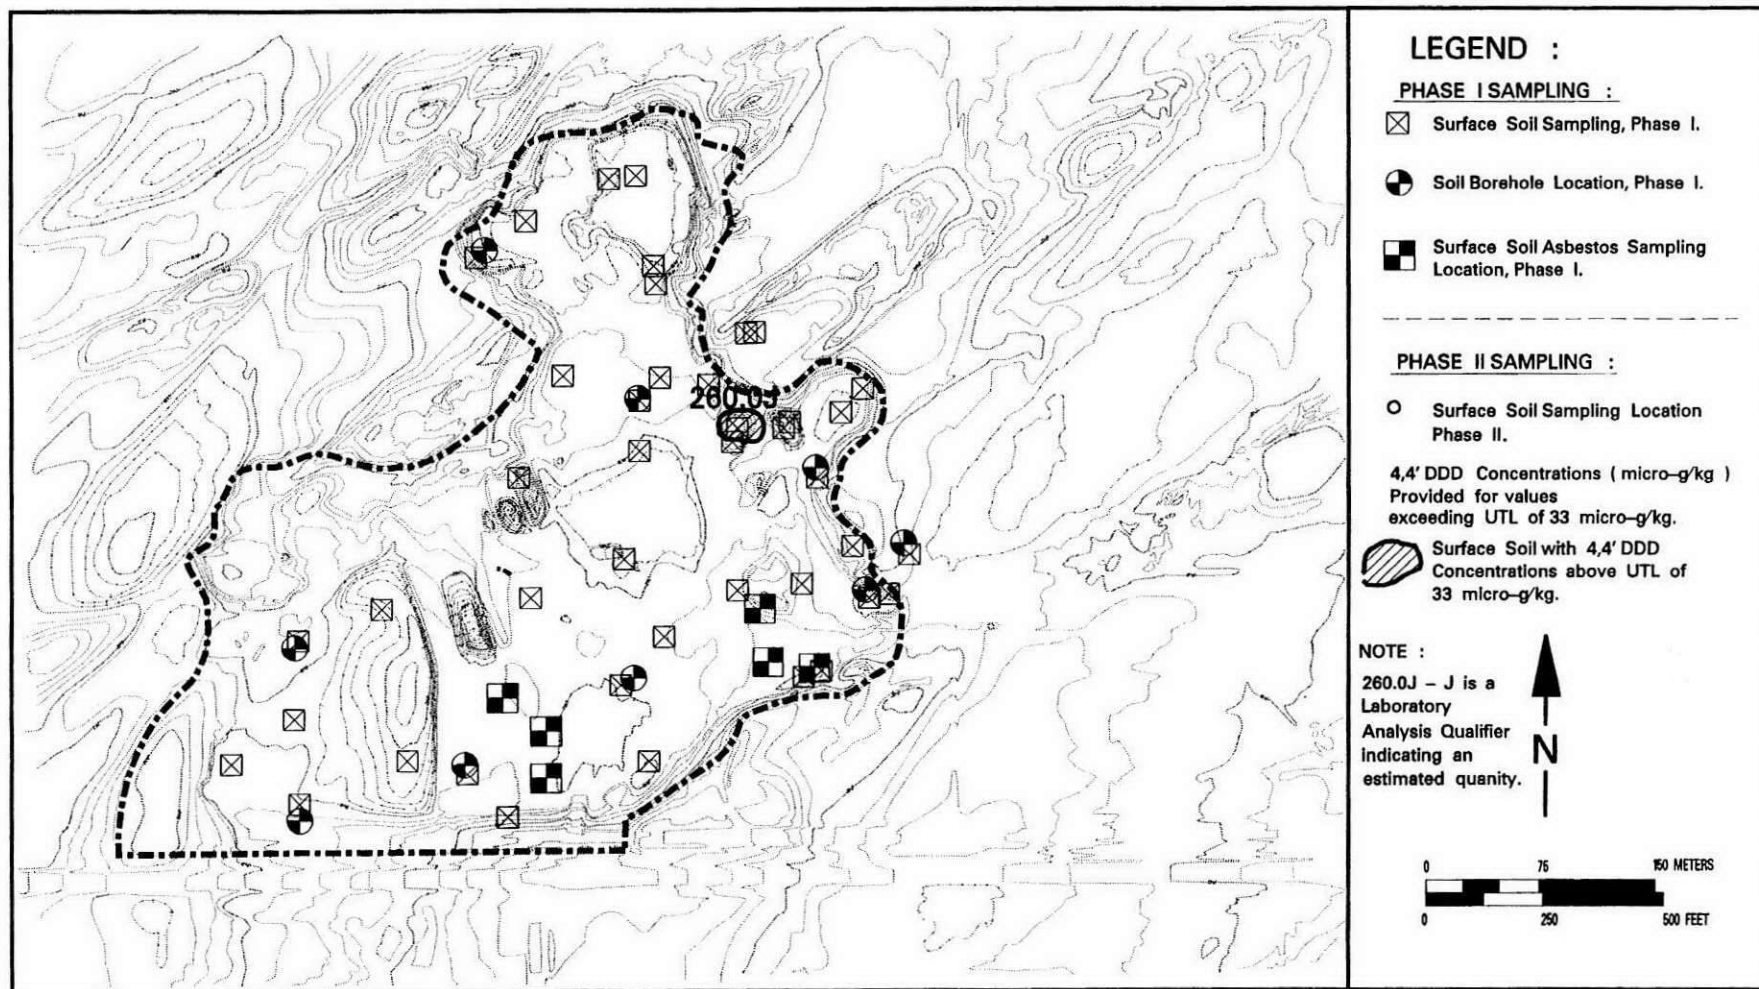 260.0J
LEGEND :
PHASE I SAMPLING :
Surface Soil Sampling, Phase I.
Soil Borehole Location, Phase I.
Surface Soil Asbestos Sampling
Location, Phase I.
PHASE II SAMPLING :
Surface Soil Sampling Location
Phase II.
4,4' DDD Concentrations ( micro-g/kg )
Provided for values
exceeding UTL of 33 micro-g/kg.
Surface Soil with 4,4' DDD
Concentrations above UTL of
33 micro-g/kg.
NOTE :
260.0J - J is a
Laboratory
Analysis Qualifier
indicating an
estimated quanity.
N
0 75 150 METERS
0 250 500 FEET